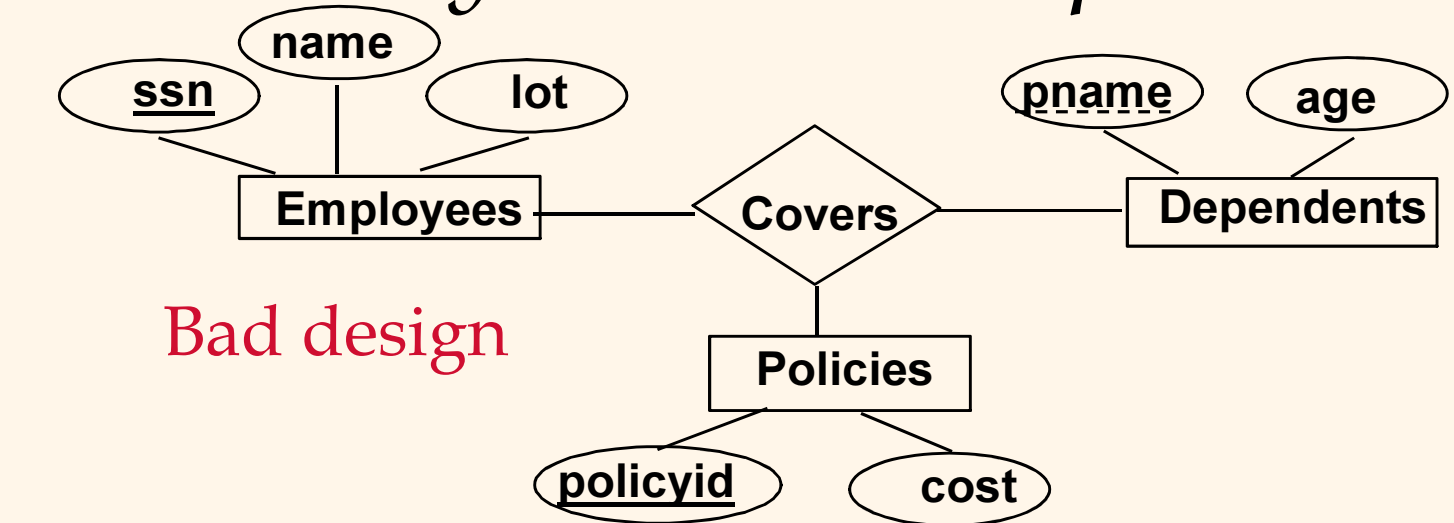 name
ssn
lot
pname
age
Employees
Covers
Dependents
Bad design
Policies
policyid
cost